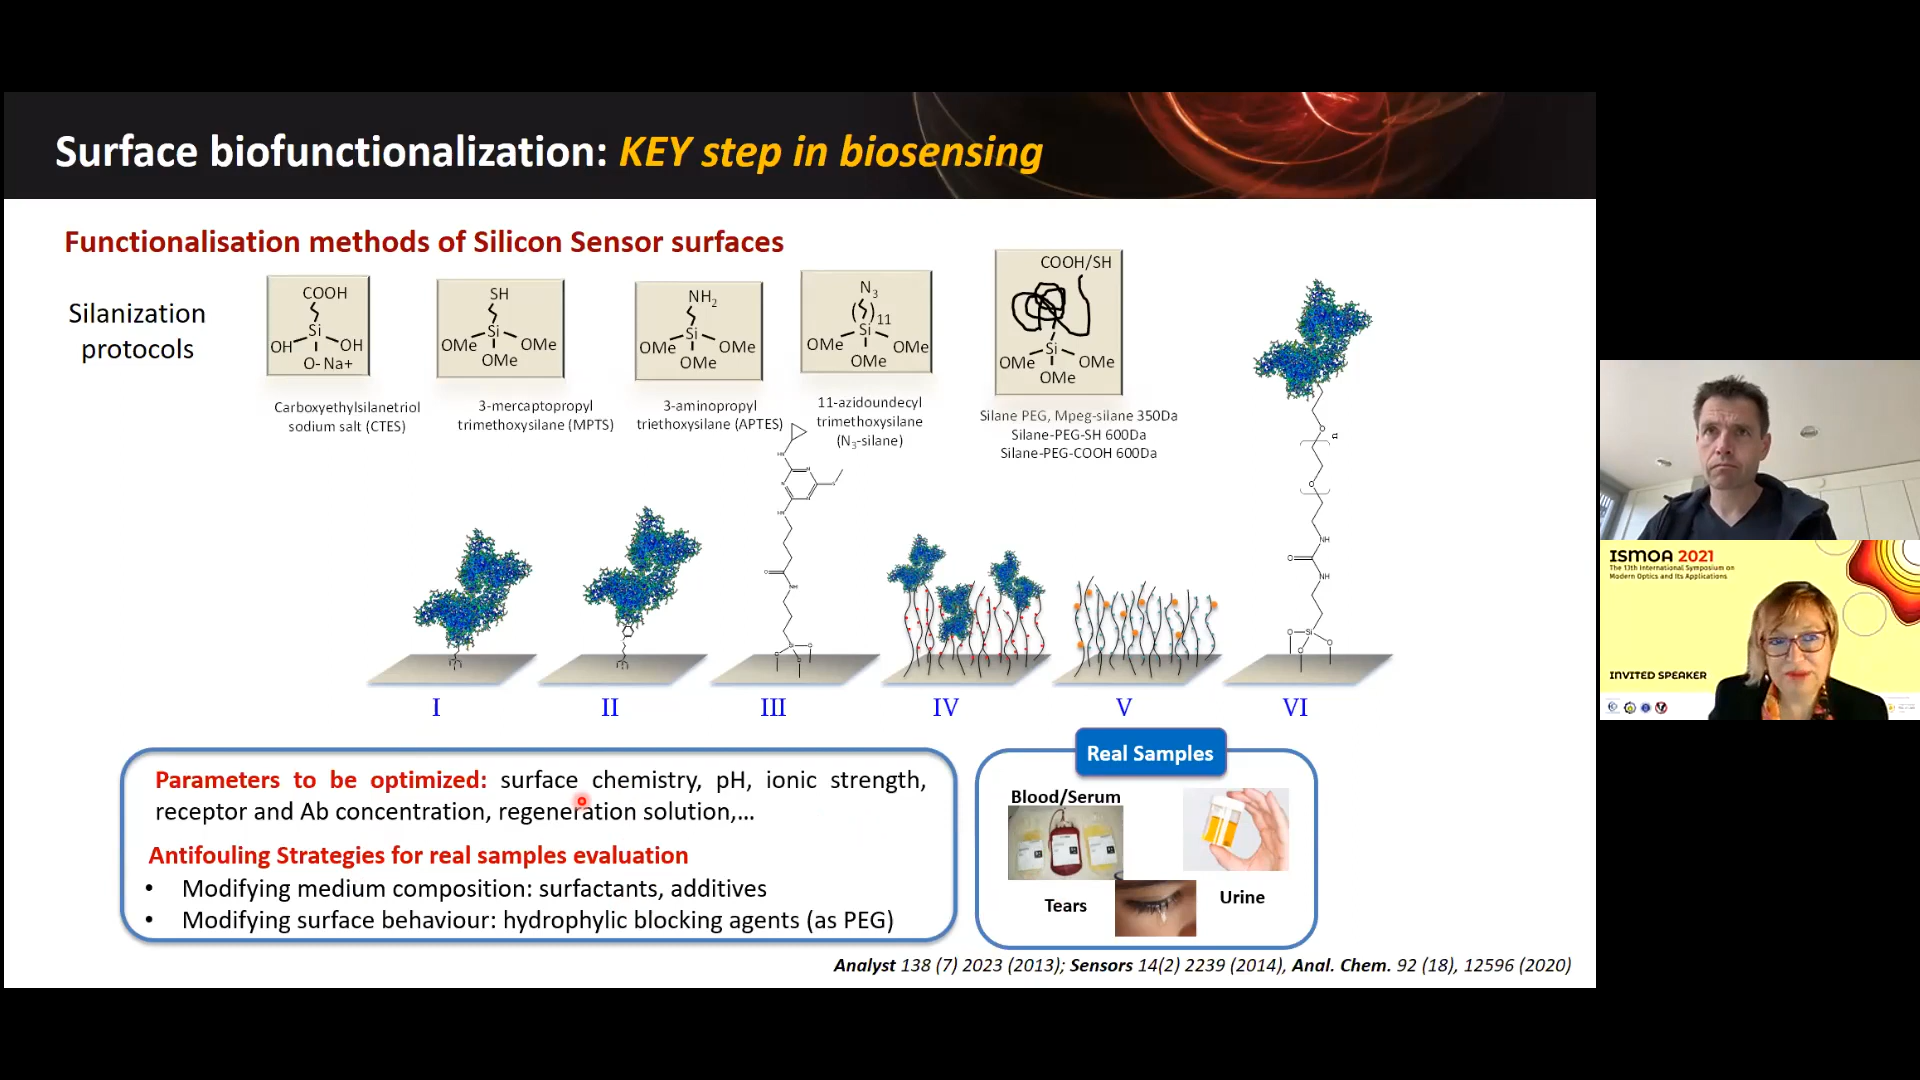 Surface biofunctionalization: KEY step in biosensing
Functionalisation methods of Silicon Sensor surfaces
Silanization
protocols
COOH
Si
OH
OH
O- Na+
SH
Si
OMe
OMe
OMe
NH2
Si
OMe
OMe
OMe
N3
( )11
Si
OMe
OMe
OMe
COOH/SH
Si
OMe
OMe
OMe
Carboxyethylsilanetriol
sodium salt (CTES)
3-mercaptopropyl
trimethoxysilane (MPTS)
3-aminopropyl
triethoxysilane (APTES)
11-azidoundecyl
trimethoxysilane
(N3-silane)
Silane PEG, Mpeg-silane 350Da
Silane-PEG-SH 600Da
Silane-PEG-COOH 600Da
I
II
III
IV
V
VI
Parameters to be optimized: surface chemistry, pH, ionic strength,
receptor and Ab concentration, regeneration solution,...
Antifouling Strategies for real samples evaluation
• Modifying medium composition: surfactants, additives
• Modifying surface behaviour: hydrophylic blocking agents (as PEG)
Real Samples
Blood/Serum
Tears
Urine
Analyst 138 (7) 2023 (2013); Sensors 14(2) 2239 (2014), Anal. Chem. 92 (18), 12596 (2020)
ISMOA 2021
The 13th International Symposium on
Modern Optics and Its Applications
INVITED SPEAKER